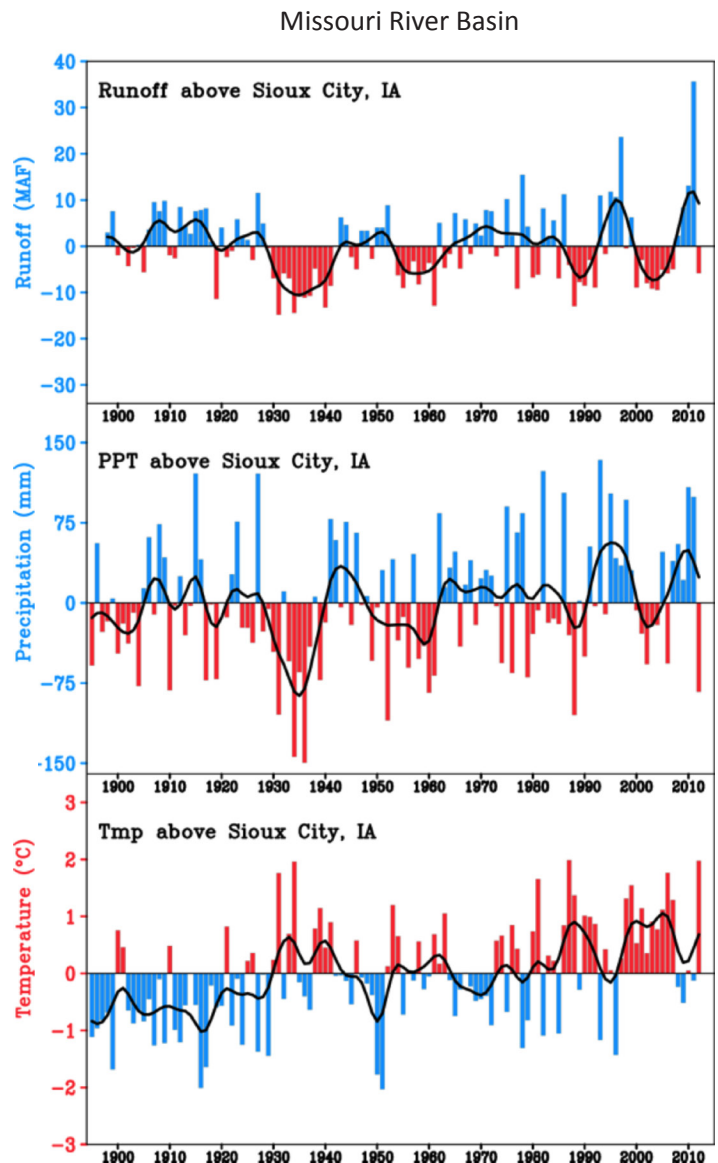 Missouri River Basin
Runoff above Sioux City, IA
Runoff (MAF)
40
30
20
10
0
-10
-20
-30
1900 1910 1920 1930 1940 1950 1960 1970 1980 1990 2000 2010
PPT above Sioux City, IA
Precipitation (mm)
150
75
0
-75
-150
1900 1910 1920 1930 1940 1950 1960 1970 1980 1990 2000 2010
Tmp above Sioux City, IA
Temperature (°C)
3
2
1
0
-1
-2
-3
1900 1910 1920 1930 1940 1950 1960 1970 1980 1990 2000 2010